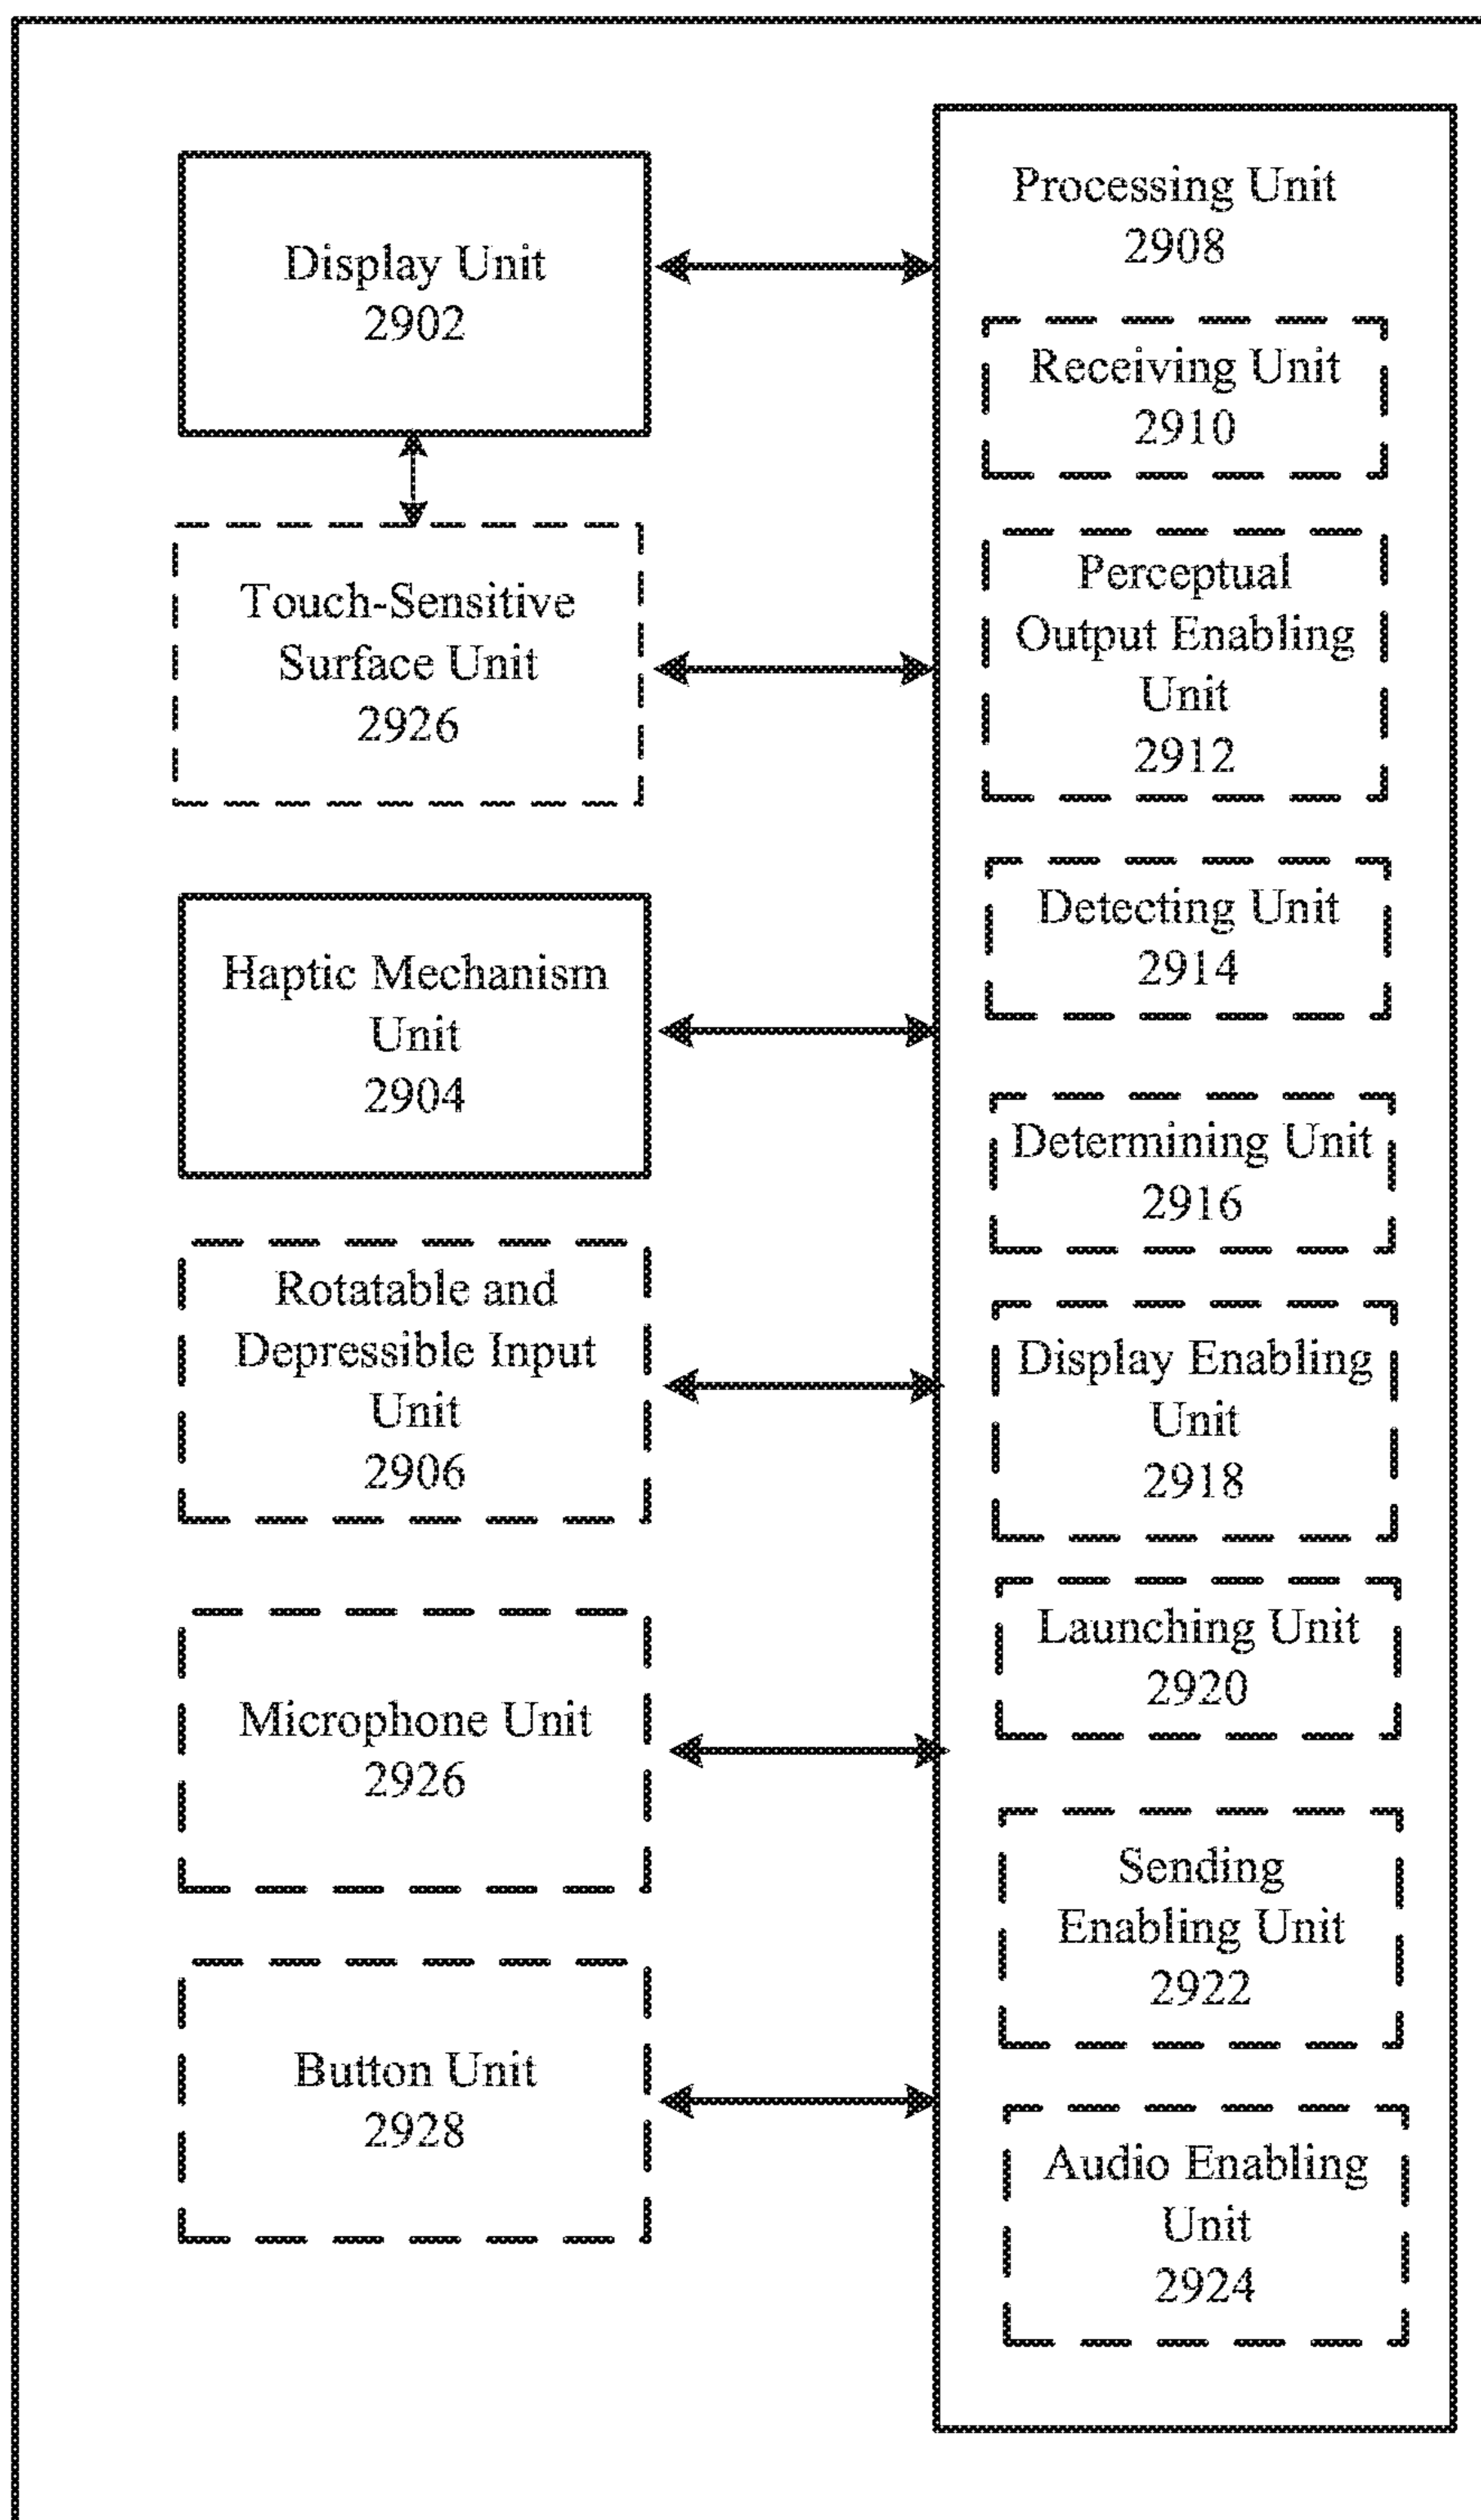 Display Unit
2902
Touch-Sensitive
Surface Unit
2926
Haptic Mechanism
Unit
2904
Rotatable and
Depressible Input
Unit
2906
Microphone Unit
2926
Button Unit
2928
Processing Unit
2908
Receiving Unit
2910
Perceptual
Output Enabling
Unit
2912
Detecting Unit
2914
Determining Unit
2916
Display Enabling
Unit
2918
Launching Unit
2920
Sending
Enabling Unit
2922
Audio Enabling
Unit
2924